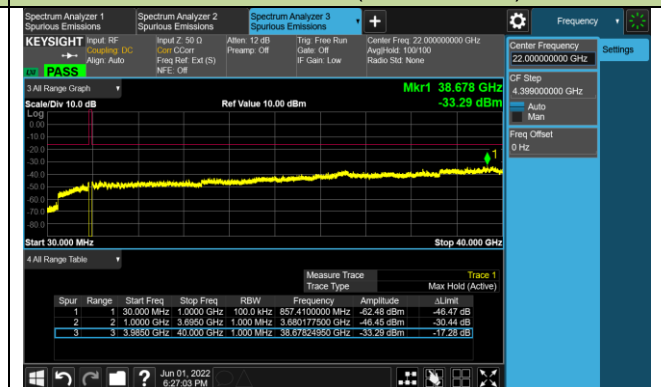 Spectrum Analyzer 1 Spectrum Analyzer 2 Spectrum Analyzer 3 Frequency
Spurious Emissions Spurious Emissions Spurious Emissions
KEYSIGHT Input: RF Input Z: 50 Ω Atten: 12 dB Trig: Free Run Center Freq: 22.000000000 GHz
Coupling: DC Corr CCorr Preamp: Off Gate: Off Avg|Hold: 100/100
Align: Auto Freq Ref: Ext (S) IF Gain: Low Radio Std: None
NFE: Off
LXI PASS
Center Frequency
22.000000000 GHz
Settings
CF Step
4.399000000 GHz
Auto
Man
Freq Offset
0 Hz
3 All Range Graph Mkr1 38.678 GHz
Scale/Div 10.0 dB Ref Value 10.00 dBm -33.29 dBm
Log
0.00
-10.0
-20.0
-30.0
1
-40.0
-50.0
-60.0
-70.0
-80.0
Start 30.000 MHz Stop 40.000 GHz
4 All Range Table
Measure Trace Trace 1
Trace Type Max Hold (Active)
Spur Range Start Freq Stop Freq RBW Frequency Amplitude ΔLimit
1 1 30.000 MHz 1.0000 GHz 100.0 kHz 857.4100000 MHz -62.48 dBm -46.47 dB
2 2 1.0000 GHz 3.6950 GHz 1.000 MHz 3.680177500 GHz -46.45 dBm -30.44 dB
3 3 3.9850 GHz 40.000 GHz 1.000 MHz 38.67824950 GHz -33.29 dBm -17.28 dB
? Jun 01, 2022
6:27:03 PM